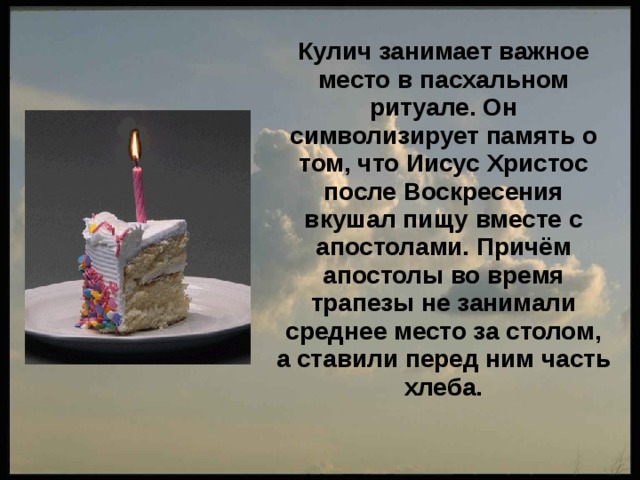 Кулич занимает важное
место в пасхальном
ритуале. Он
символизирует память о
том, что Иисус Христос
после Воскресения
вкушал пищу вместе с
апостолами. Причём
апостолы во время
трапезы не занимали
среднее место за столом,
а ставили перед ним часть
хлеба.